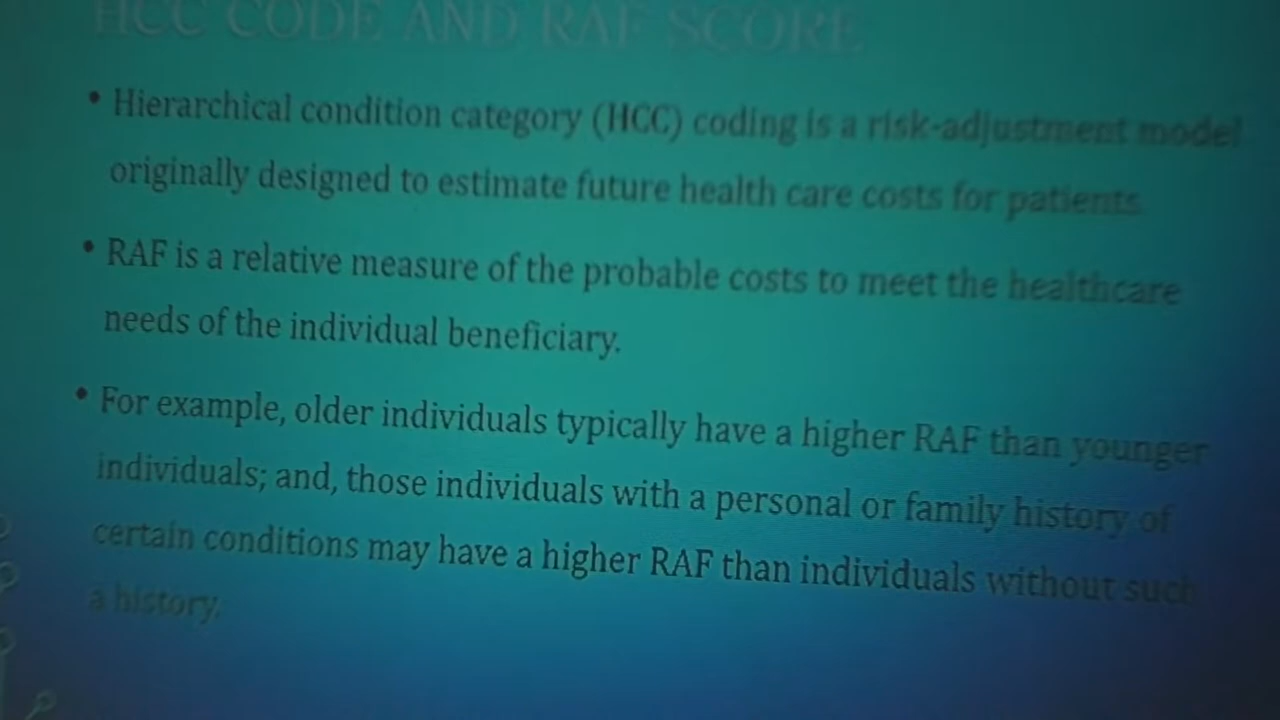 HCC CODE AND RAF SCORE
• Hierarchical condition category (HCC) coding is a risk-adjustment model
originally designed to estimate future health care costs for patients.
• RAF is a relative measure of the probable costs to meet the healthcare
needs of the individual beneficiary.
• For example, older individuals typically have a higher RAF than younger
individuals; and, those individuals with a personal or family history of
certain conditions may have a higher RAF than individuals without such
a history.